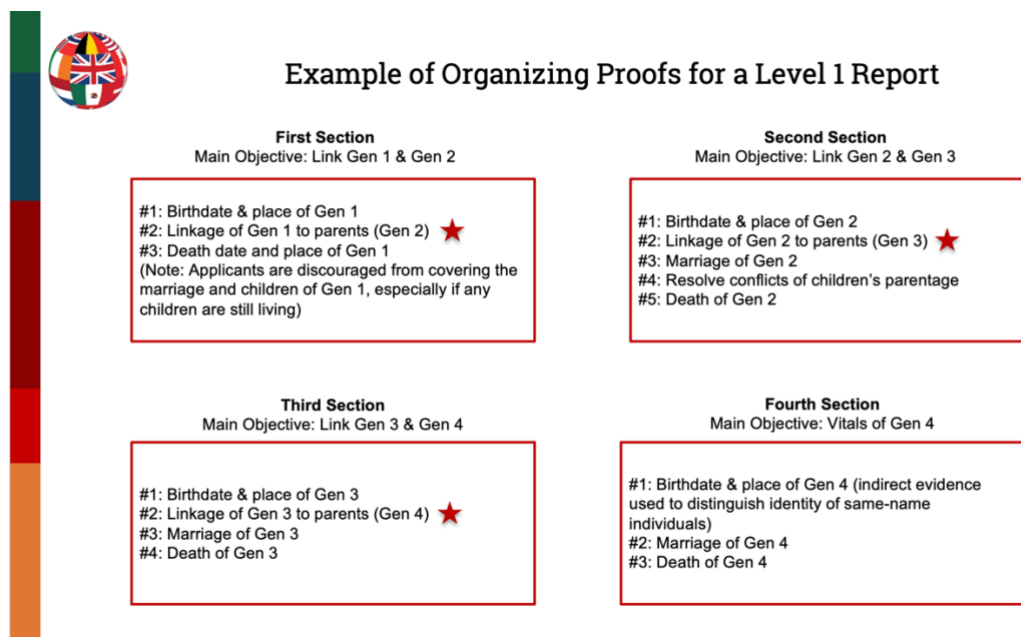 Example of Organizing Proofs for a Level 1 Report
First Section
Main Objective: Link Gen 1 & Gen 2
#1: Birthdate & place of Gen 1
#2: Linkage of Gen 1 to parents (Gen 2)
#3: Death date and place of Gen 1
(Note: Applicants are discouraged from covering the
marriage and children of Gen 1, especially if any
children are still living)
Second Section
Main Objective: Link Gen 2 & Gen 3
#1: Birthdate & place of Gen 2
#2: Linkage of Gen 2 to parents (Gen 3)
#3: Marriage of Gen 2
#4: Resolve conflicts of children’s parentage
#5: Death of Gen 2
Third Section
Main Objective: Link Gen 3 & Gen 4
#1: Birthdate & place of Gen 3
#2: Linkage of Gen 3 to parents (Gen 4)
#3: Marriage of Gen 3
#4: Death of Gen 3
Fourth Section
Main Objective: Vitals of Gen 4
#1: Birthdate & place of Gen 4 (indirect evidence
used to distinguish identity of same-name
individuals)
#2: Marriage of Gen 4
#3: Death of Gen 4